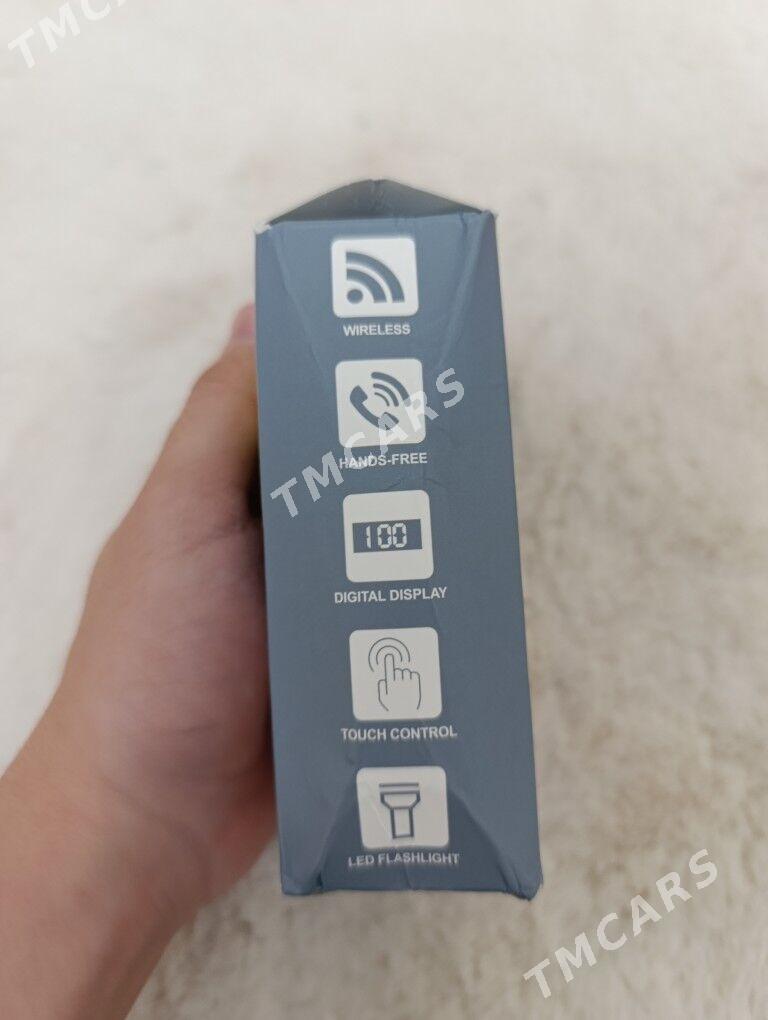 TMCARS
WIRELESS
HANDS-FREE
TMCARS
100
DIGITAL DISPLAY
TOUCH CONTROL
LED FLASHLIGHT
TMCARS